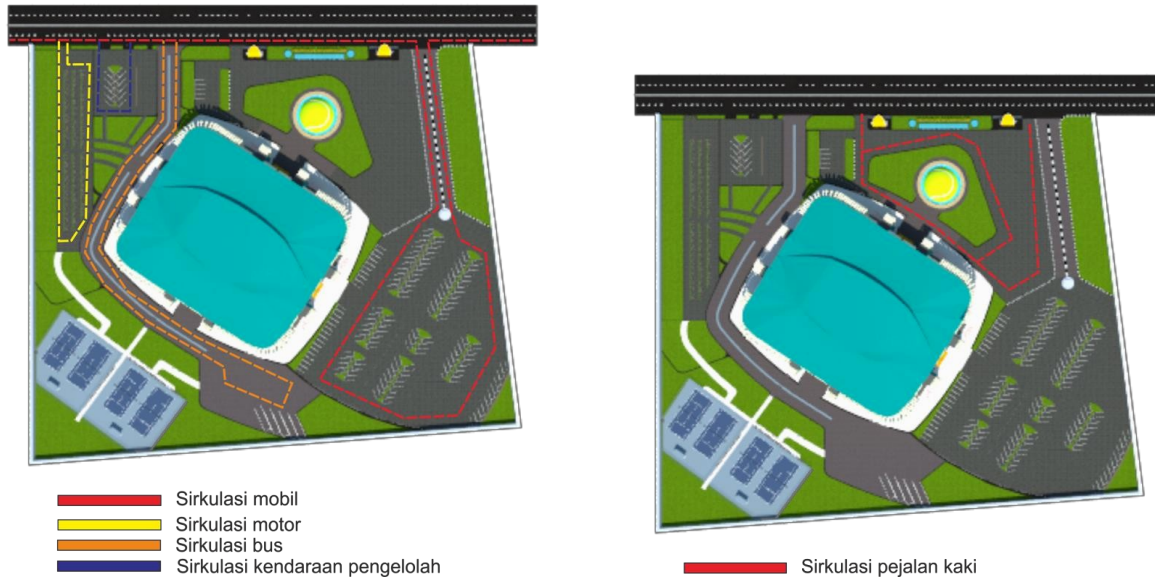 Sirkulasi mobil
Sirkulasi motor
Sirkulasi bus
Sirkulasi kendaraan pengelolah
Sirkulasi pejalan kaki